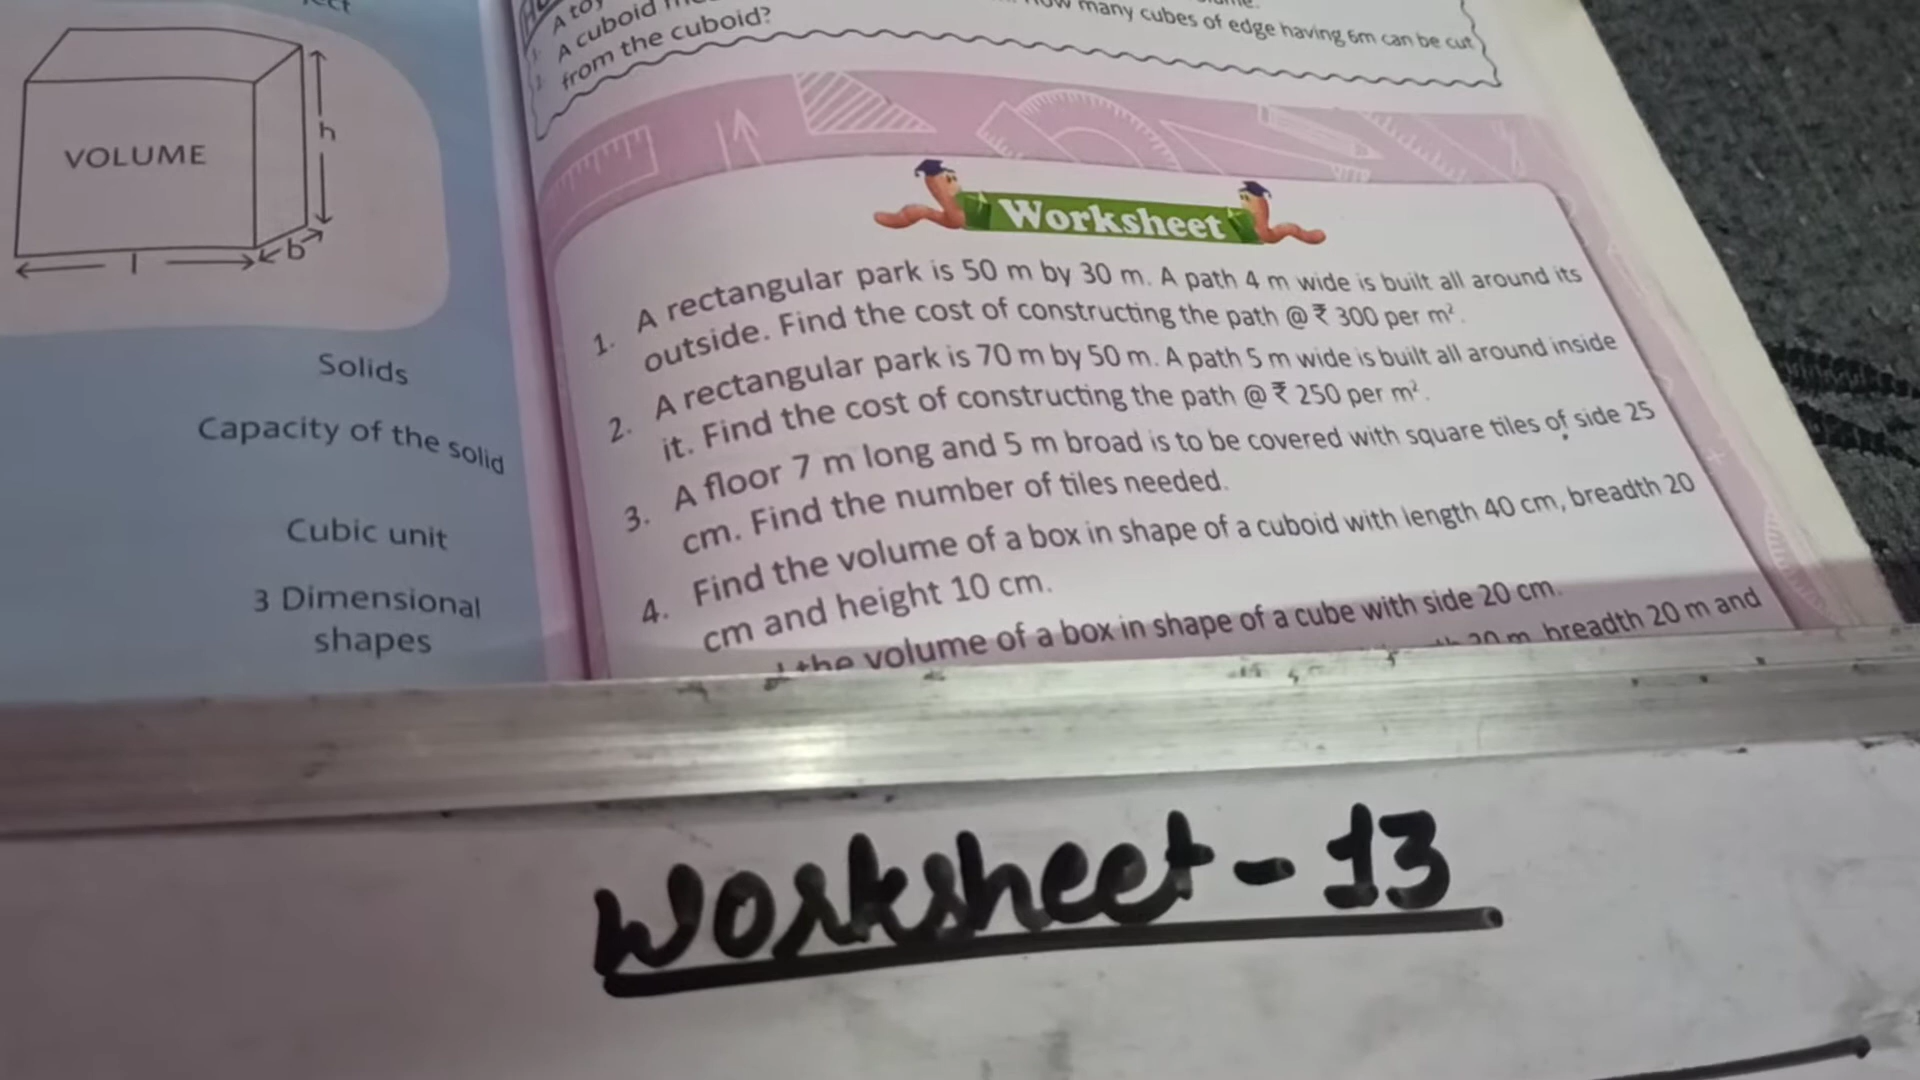 VOLUME
h
l
b
Solids
Capacity of the solid
Cubic unit
3 Dimensional
shapes
A toy
A cuboid
many cubes of edge having 6m can be cut
from the cuboid?
Worksheet
1. A rectangular park is 50 m by 30 m. A path 4 m wide is built all around its
outside. Find the cost of constructing the path @ ₹ 300 per m².
2. A rectangular park is 70 m by 50 m. A path 5 m wide is built all around inside
it. Find the cost of constructing the path @ ₹ 250 per m².
3. A floor 7 m long and 5 m broad is to be covered with square tiles of side 25
cm. Find the number of tiles needed.
4. Find the volume of a box in shape of a cuboid with length 40 cm, breadth 20
cm and height 10 cm.
the volume of a box in shape of a cube with side 20 cm.
20 m, breadth 20 m and
Worksheet - 13